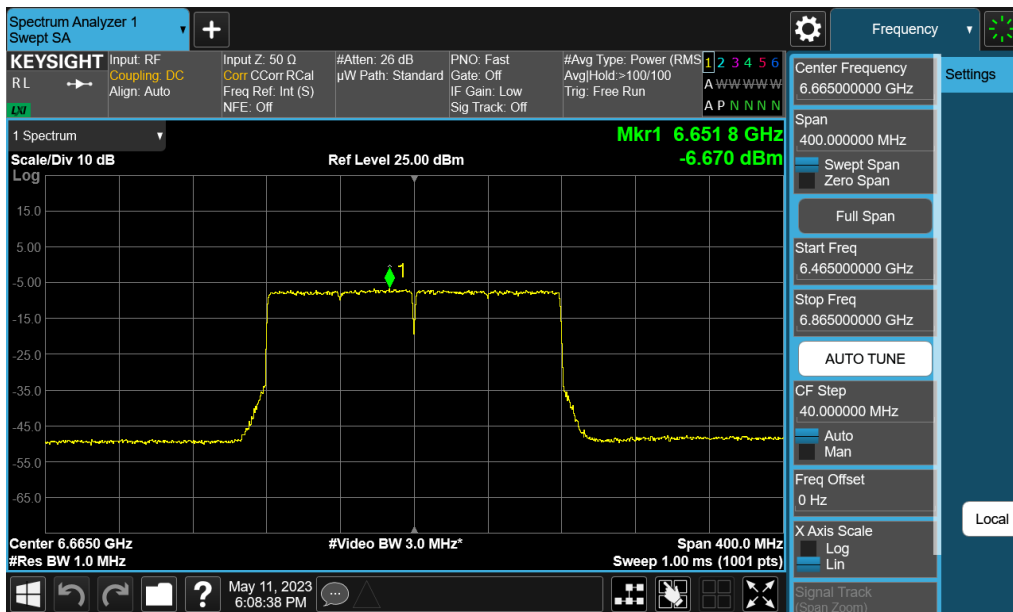 Spectrum Analyzer 1
Swept SA
+
Frequency
KEYSIGHT
R L
LXI
Input: RF
Coupling: DC
Align: Auto
Input Z: 50 Ω
Corr CCorr RCal
Freq Ref: Int (S)
NFE: Off
#Atten: 26 dB
µW Path: Standard
PNO: Fast
Gate: Off
IF Gain: Low
Sig Track: Off
#Avg Type: Power (RMS
Avg|Hold:>100/100
Trig: Free Run
1 2 3 4 5 6
A W W W W W
A P N N N N
1 Spectrum
Scale/Div 10 dB
Log
Ref Level 25.00 dBm
Mkr1 6.651 8 GHz
-6.670 dBm
15.0
5.00
-5.00
-15.0
-25.0
-35.0
-45.0
-55.0
-65.0
1
Center 6.6650 GHz
#Res BW 1.0 MHz
#Video BW 3.0 MHz*
Span 400.0 MHz
Sweep 1.00 ms (1001 pts)
Center Frequency
6.665000000 GHz
Span
400.000000 MHz
Swept Span
Zero Span
Full Span
Start Freq
6.465000000 GHz
Stop Freq
6.865000000 GHz
AUTO TUNE
CF Step
40.000000 MHz
Auto
Man
Freq Offset
0 Hz
X Axis Scale
Log
Lin
Signal Track
(Span Zoom)
Settings
Local
?
May 11, 2023
6:08:38 PM